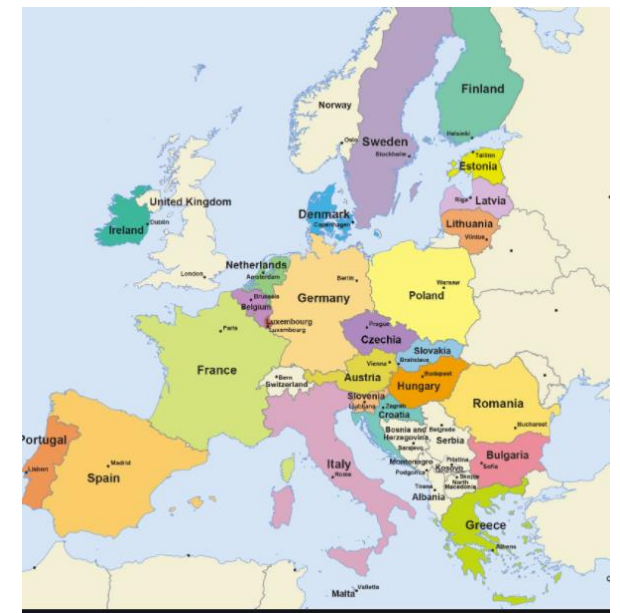 Finland
Norway
Helsinki
Oslo
Sweden
Tallinn
Stockholm
Estonia
Riga
Latvia
United Kingdom
Denmark
Lithuania
Copenhagen
Ireland
Dublin
Vilnius
Netherlands
London
Amsterdam
Berlin
Warsaw
Brussels
Germany
Poland
Belgium
Luxembourg
Luxembourg
Prague
Paris
Czechia
Slovakia
Vienna
Bratislava
France
Bern
Austria
Budapest
Switzerland
Hungary
Slovenia
Ljubljana
Zagreb
Romania
Croatia
Bosnia and
Herzegovina
Belgrade
Bucharest
Portugal
Serbia
Sarajevo
Madrid
Italy
Montenegro
Pristina
Bulgaria
Lisbon
Spain
Rome
Podgorica
Kosovo
Sofia
Skopje
North
Macedonia
Tirana
Albania
Greece
Athens
Malta
Valletta